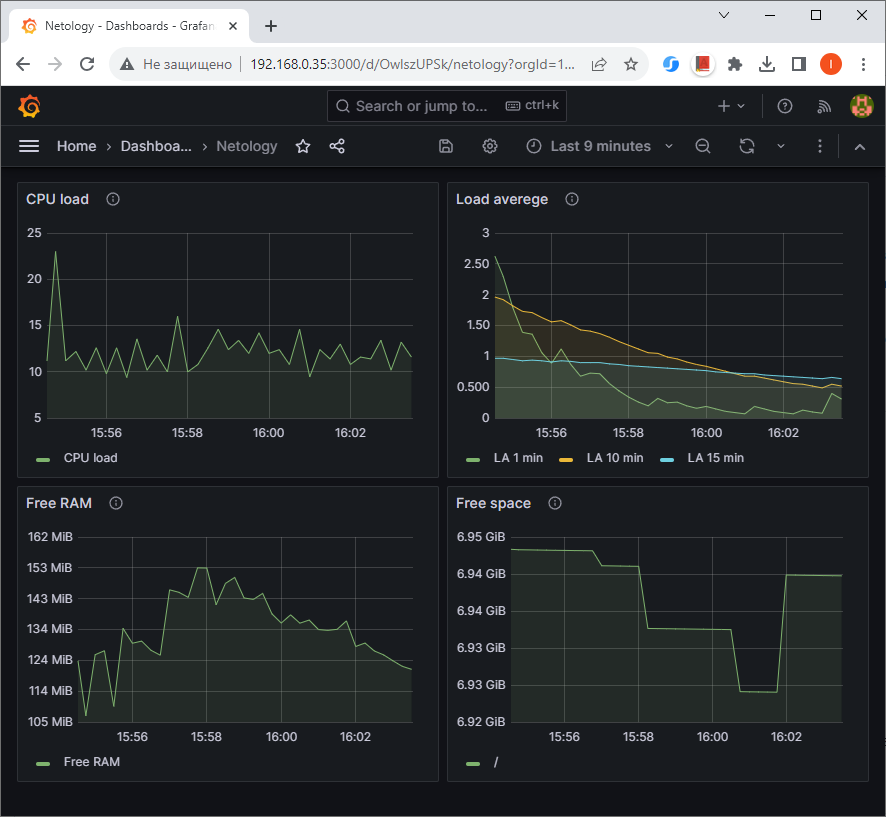 Netology - Dashboards - Grafan
Не защищено
192.168.0.35:3000/d/OwlszUPSk/netology?orgId=1...
I
Search or jump to...
ctrl+k
Home › Dashboa... › Netology
Last 9 minutes
CPU load
25
20
15
10
5
15:56 15:58 16:00 16:02
CPU load
Load averege
3
2.50
2
1.50
1
0.500
0
15:56 15:58 16:00 16:02
LA 1 min LA 10 min LA 15 min
Free RAM
162 MiB
153 MiB
143 MiB
134 MiB
124 MiB
114 MiB
105 MiB
15:56 15:58 16:00 16:02
Free RAM
Free space
6.95 GiB
6.94 GiB
6.94 GiB
6.93 GiB
6.93 GiB
6.92 GiB
15:56 15:58 16:00 16:02
/